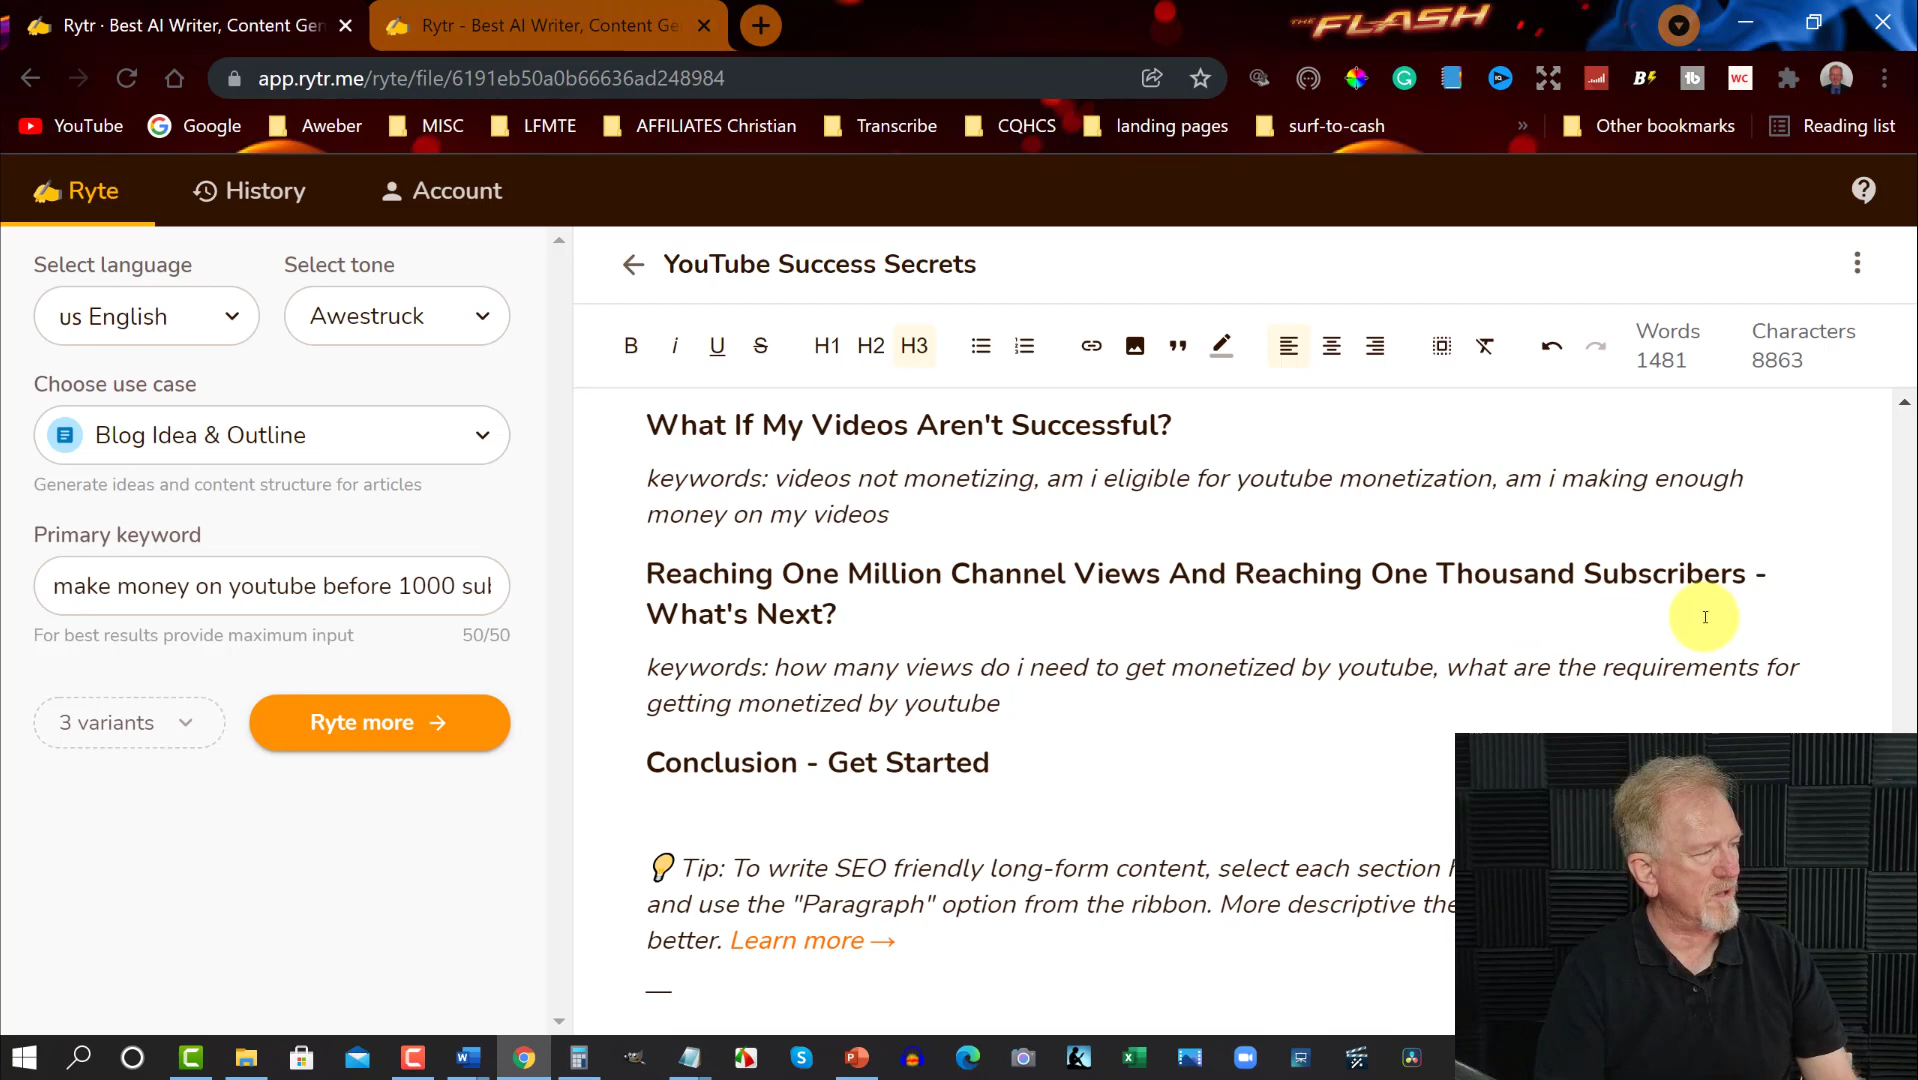 THE FLASH
Rytr · Best AI Writer, Content Gen
Rytr - Best AI Writer, Content Ge
app.rytr.me/ryte/file/6191eb50a0b66636ad248984
YouTube
Google
Aweber
MISC
LFMTE
AFFILIATES Christian
Transcribe
CQHCS
landing pages
surf-to-cash
»
Other bookmarks
Reading list
Ryte
History
Account
Select language
Select tone
us English
Awestruck
Choose use case
Blog Idea & Outline
Generate ideas and content structure for articles
Primary keyword
make money on youtube before 1000 sub
For best results provide maximum input
50/50
3 variants
Ryte more →
YouTube Success Secrets
B i U S H1 H2 H3
Words
1481
Characters
8863
What If My Videos Aren't Successful?
keywords: videos not monetizing, am i eligible for youtube monetization, am i making enough
money on my videos
Reaching One Million Channel Views And Reaching One Thousand Subscribers -
What's Next?
keywords: how many views do i need to get monetized by youtube, what are the requirements for
getting monetized by youtube
Conclusion - Get Started
Tip: To write SEO friendly long-form content, select each section h
and use the "Paragraph" option from the ribbon. More descriptive the
better. Learn more →
—